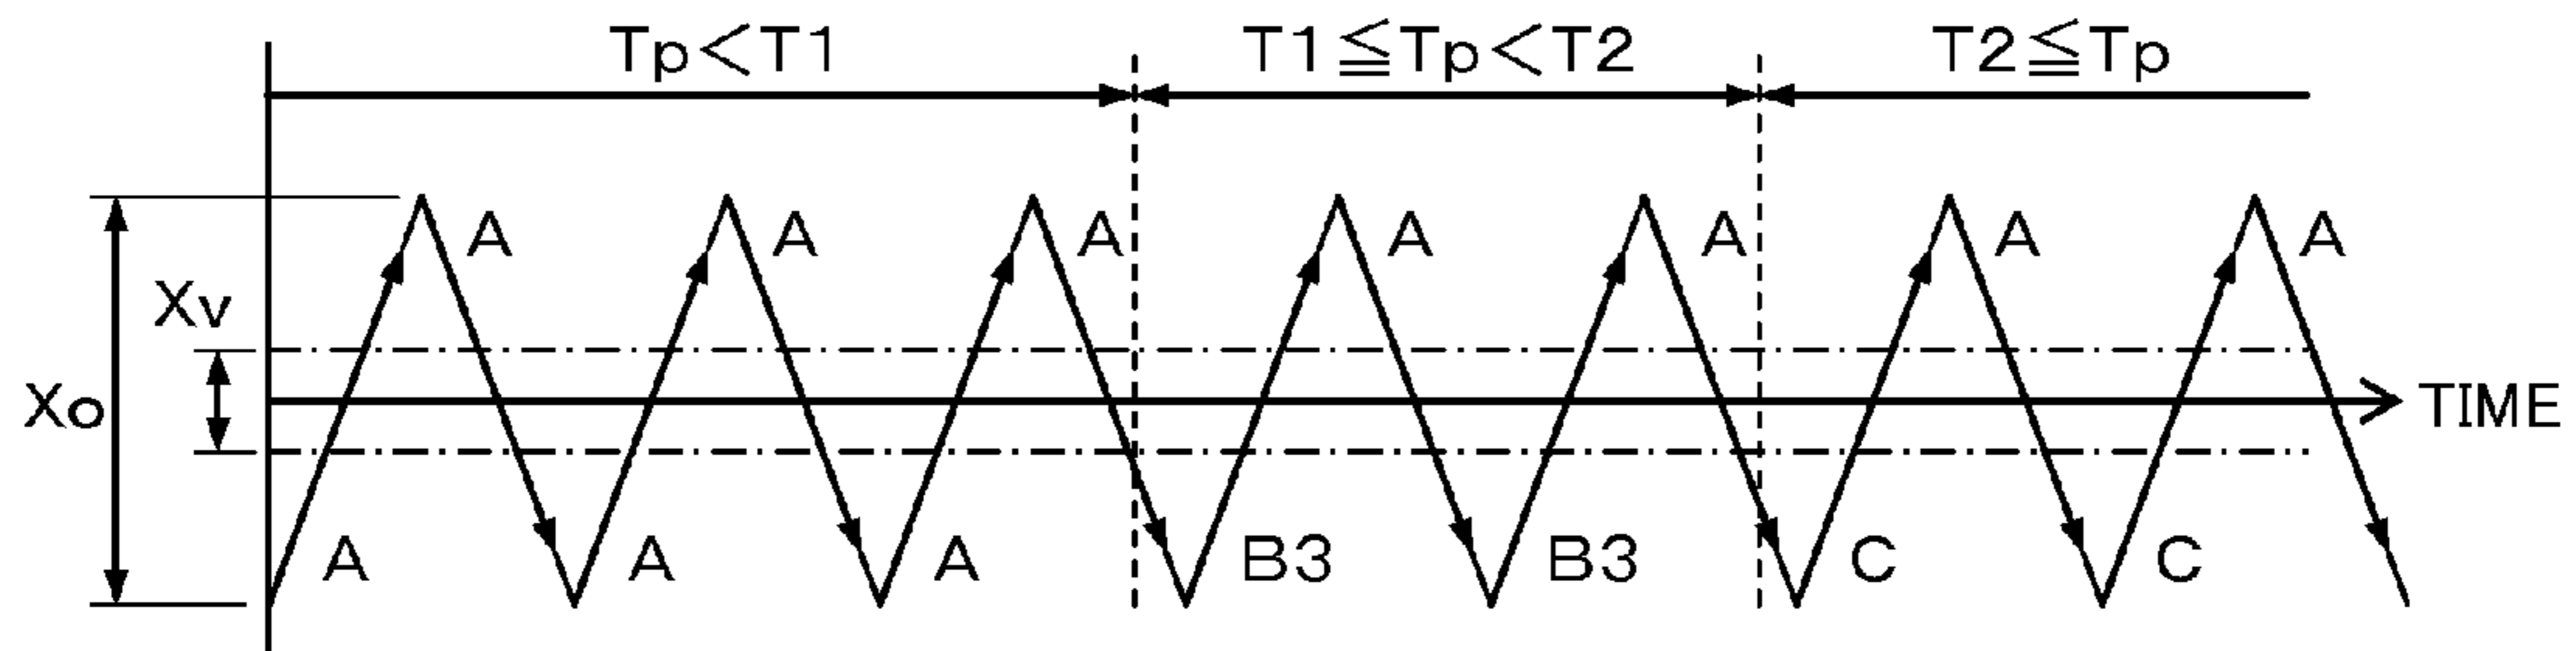 Tp<T1 T1≦Tp<T2 T2≦Tp
A A A A A A A
Xv
Xo
TIME
A A A B3 B3 C C